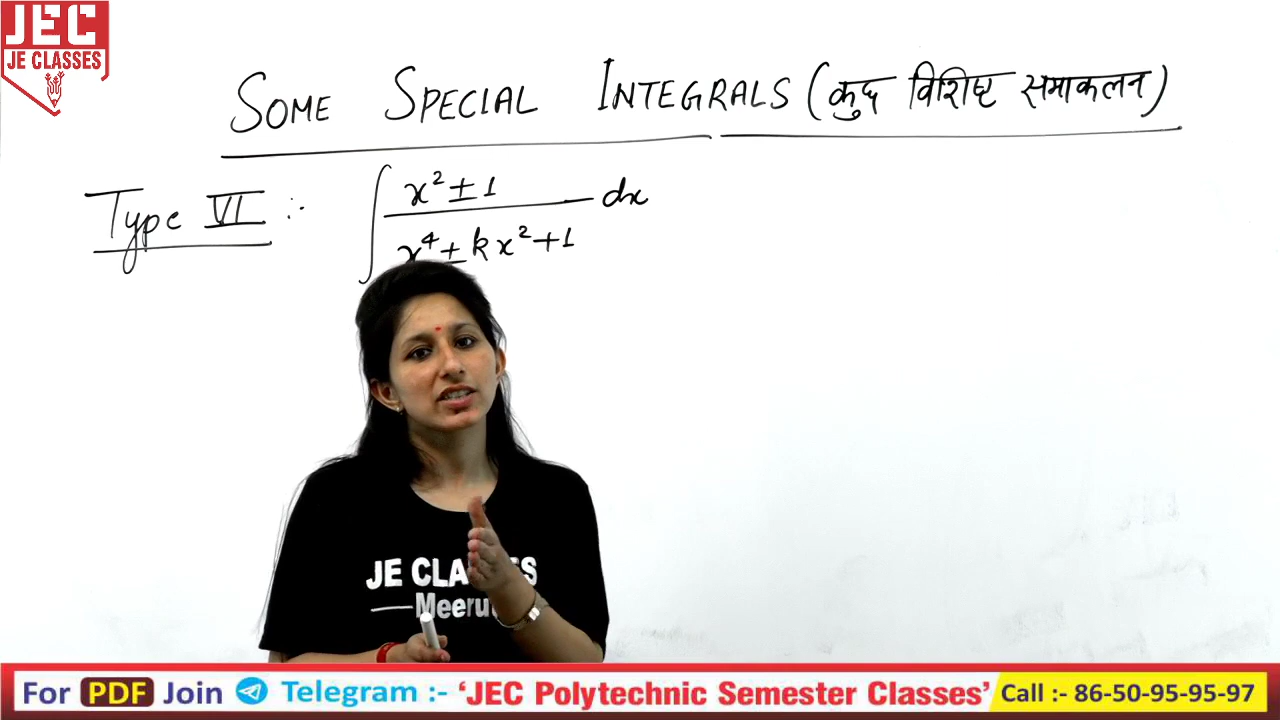 JEC
JE CLASSES
SOME SPECIAL INTEGRALS (कुछ विशिष्ट समाकलन)
Type VI :- ∫ x² ± 1 / x⁴ ± kx² + 1 dx
JE CLASSES
Meerut
For PDF Join Telegram :- 'JEC Polytechnic Semester Classes' Call :- 86-50-95-95-97